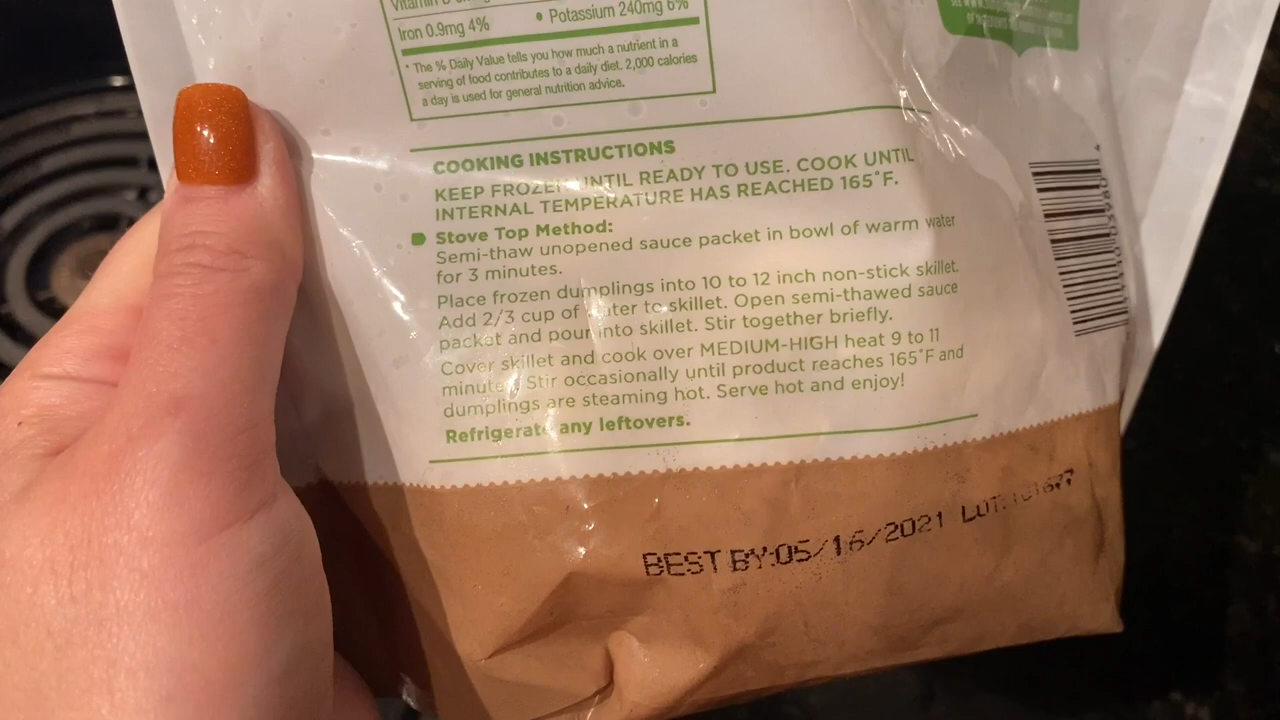 Iron 0.9mg 4% • Potassium 240mg 6%
* The % Daily Value tells you how much a nutrient in a
serving of food contributes to a daily diet. 2,000 calories
a day is used for general nutrition advice.
COOKING INSTRUCTIONS
KEEP FROZEN UNTIL READY TO USE. COOK UNTIL
INTERNAL TEMPERATURE HAS REACHED 165°F.
Stove Top Method:
Semi-thaw unopened sauce packet in bowl of warm water
for 3 minutes.
Place frozen dumplings into 10 to 12 inch non-stick skillet.
Add 2/3 cup of water to skillet. Open semi-thawed sauce
packet and pour into skillet. Stir together briefly.
Cover skillet and cook over MEDIUM-HIGH heat 9 to 11
minutes. Stir occasionally until product reaches 165°F and
dumplings are steaming hot. Serve hot and enjoy!
Refrigerate any leftovers.
BEST BY:05/16/2021 LOT: